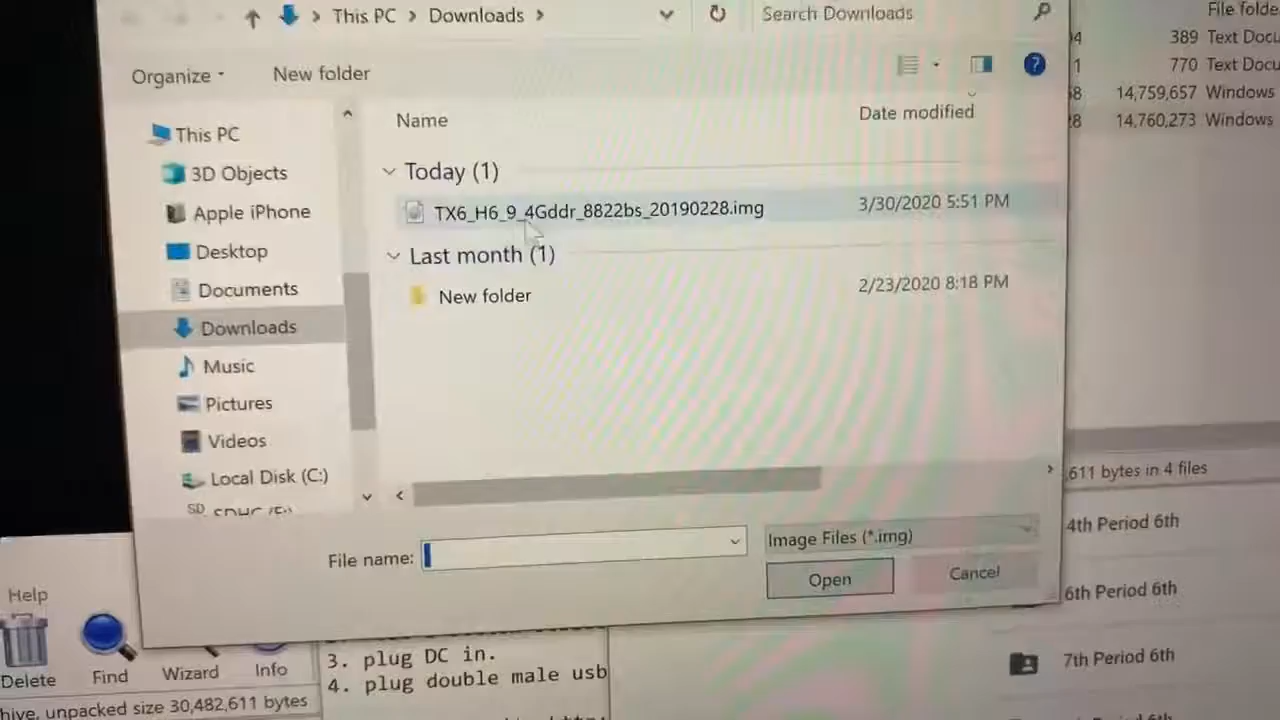 This PC > Downloads >
Search Downloads
Organize
New folder
Name
Date modified
This PC
3D Objects
Apple iPhone
Desktop
Documents
Downloads
Music
Pictures
Videos
Local Disk (C:)
Today (1)
TX6_H6_9_4Gddr_8822bs_20190228.img
3/30/2020 5:51 PM
Last month (1)
New folder
2/23/2020 8:18 PM
File name:
Image Files (*.img)
Open
Cancel
File folde
4 389 Text Docu
1 770 Text Docu
8 14,759,657 Windows
8 14,760,273 Windows
,611 bytes in 4 files
4th Period 6th
6th Period 6th
7th Period 6th
Help
Delete
Find
Wizard
Info
hive, unpacked size 30,482,611 bytes
3. plug DC in.
4. plug double male usb